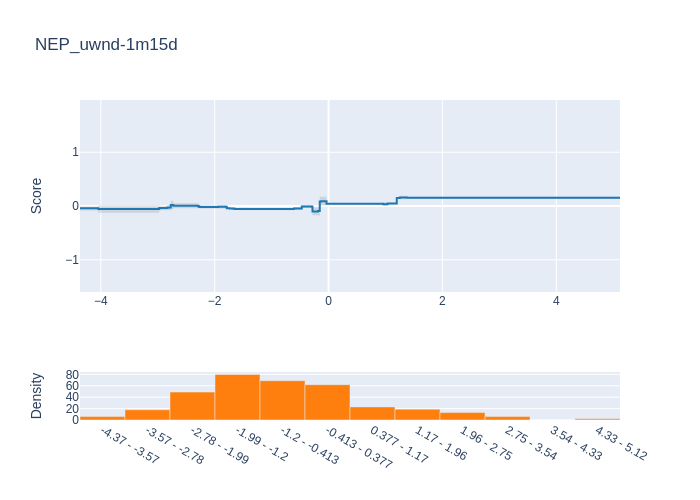 NEP_uwnd-1m15d
Score
1
0
−1
−4
−2
0
2
4
Density
80
60
40
20
0
-4.37 - -3.57
-3.57 - -2.78
-2.78 - -1.99
-1.99 - -1.2
-1.2 - -0.413
-0.413 - 0.377
0.377 - 1.17
1.17 - 1.96
1.96 - 2.75
2.75 - 3.54
3.54 - 4.33
4.33 - 5.12